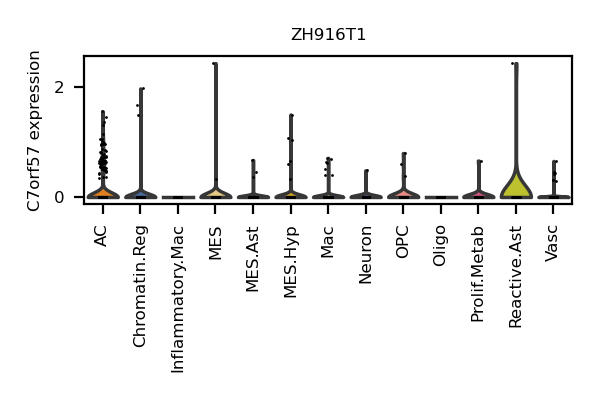 ZH916T1
C7orf57 expression
2
0
AC
Chromatin.Reg
Inflammatory.Mac
MES
MES.Ast
MES.Hyp
Mac
Neuron
OPC
Oligo
Prolif.Metab
Reactive.Ast
Vasc